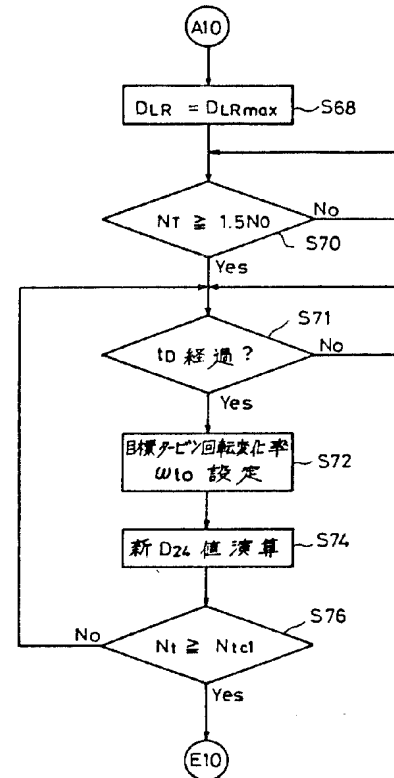 A10
DLR = DLRmax
S68
NT ≧ 1.5N0
No
S70
Yes
S71
tD 経過?
No
Yes
目標タービン回転変化率
ωto 設定
S72
新 D24 値演算
S74
S76
No
Nt ≧ Ntc1
Yes
E10